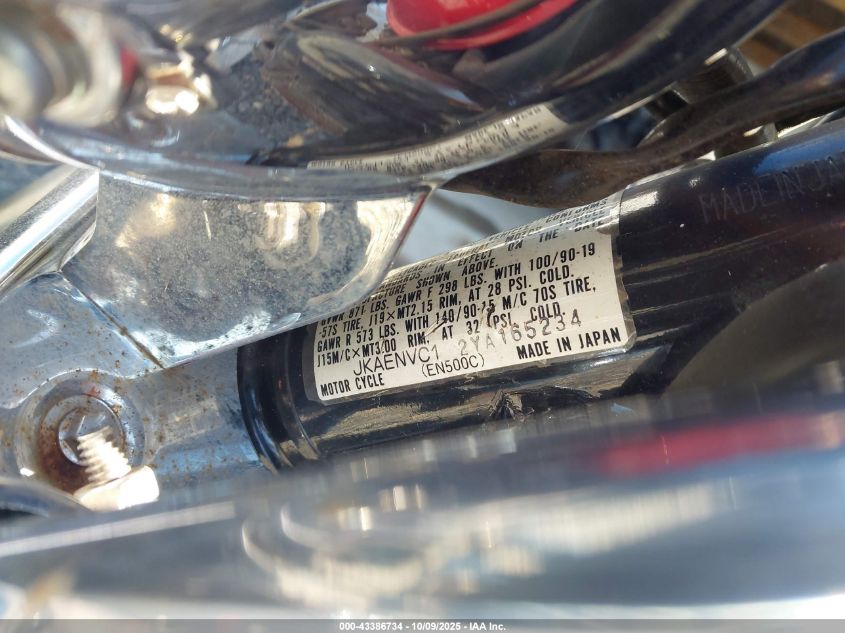 MADE IN JA
CONFORMS
IN EFFECT ON THE DATE
SHOWN ABOVE.
GVWR 871 LBS. GAWR F 298 LBS. WITH 100/90-19
57S TIRE, J19×MT2.15 RIM, AT 28 PSI. COLD.
GAWR R 573 LBS. WITH 140/90-15 M/C 70S TIRE,
J15M/C×MT3.00 RIM, AT 32 PSI. COLD.
JKAENVC1 2YA165234
MOTOR CYCLE (EN500C) MADE IN JAPAN
000-43386734 • 10/09/2025 • IAA Inc.